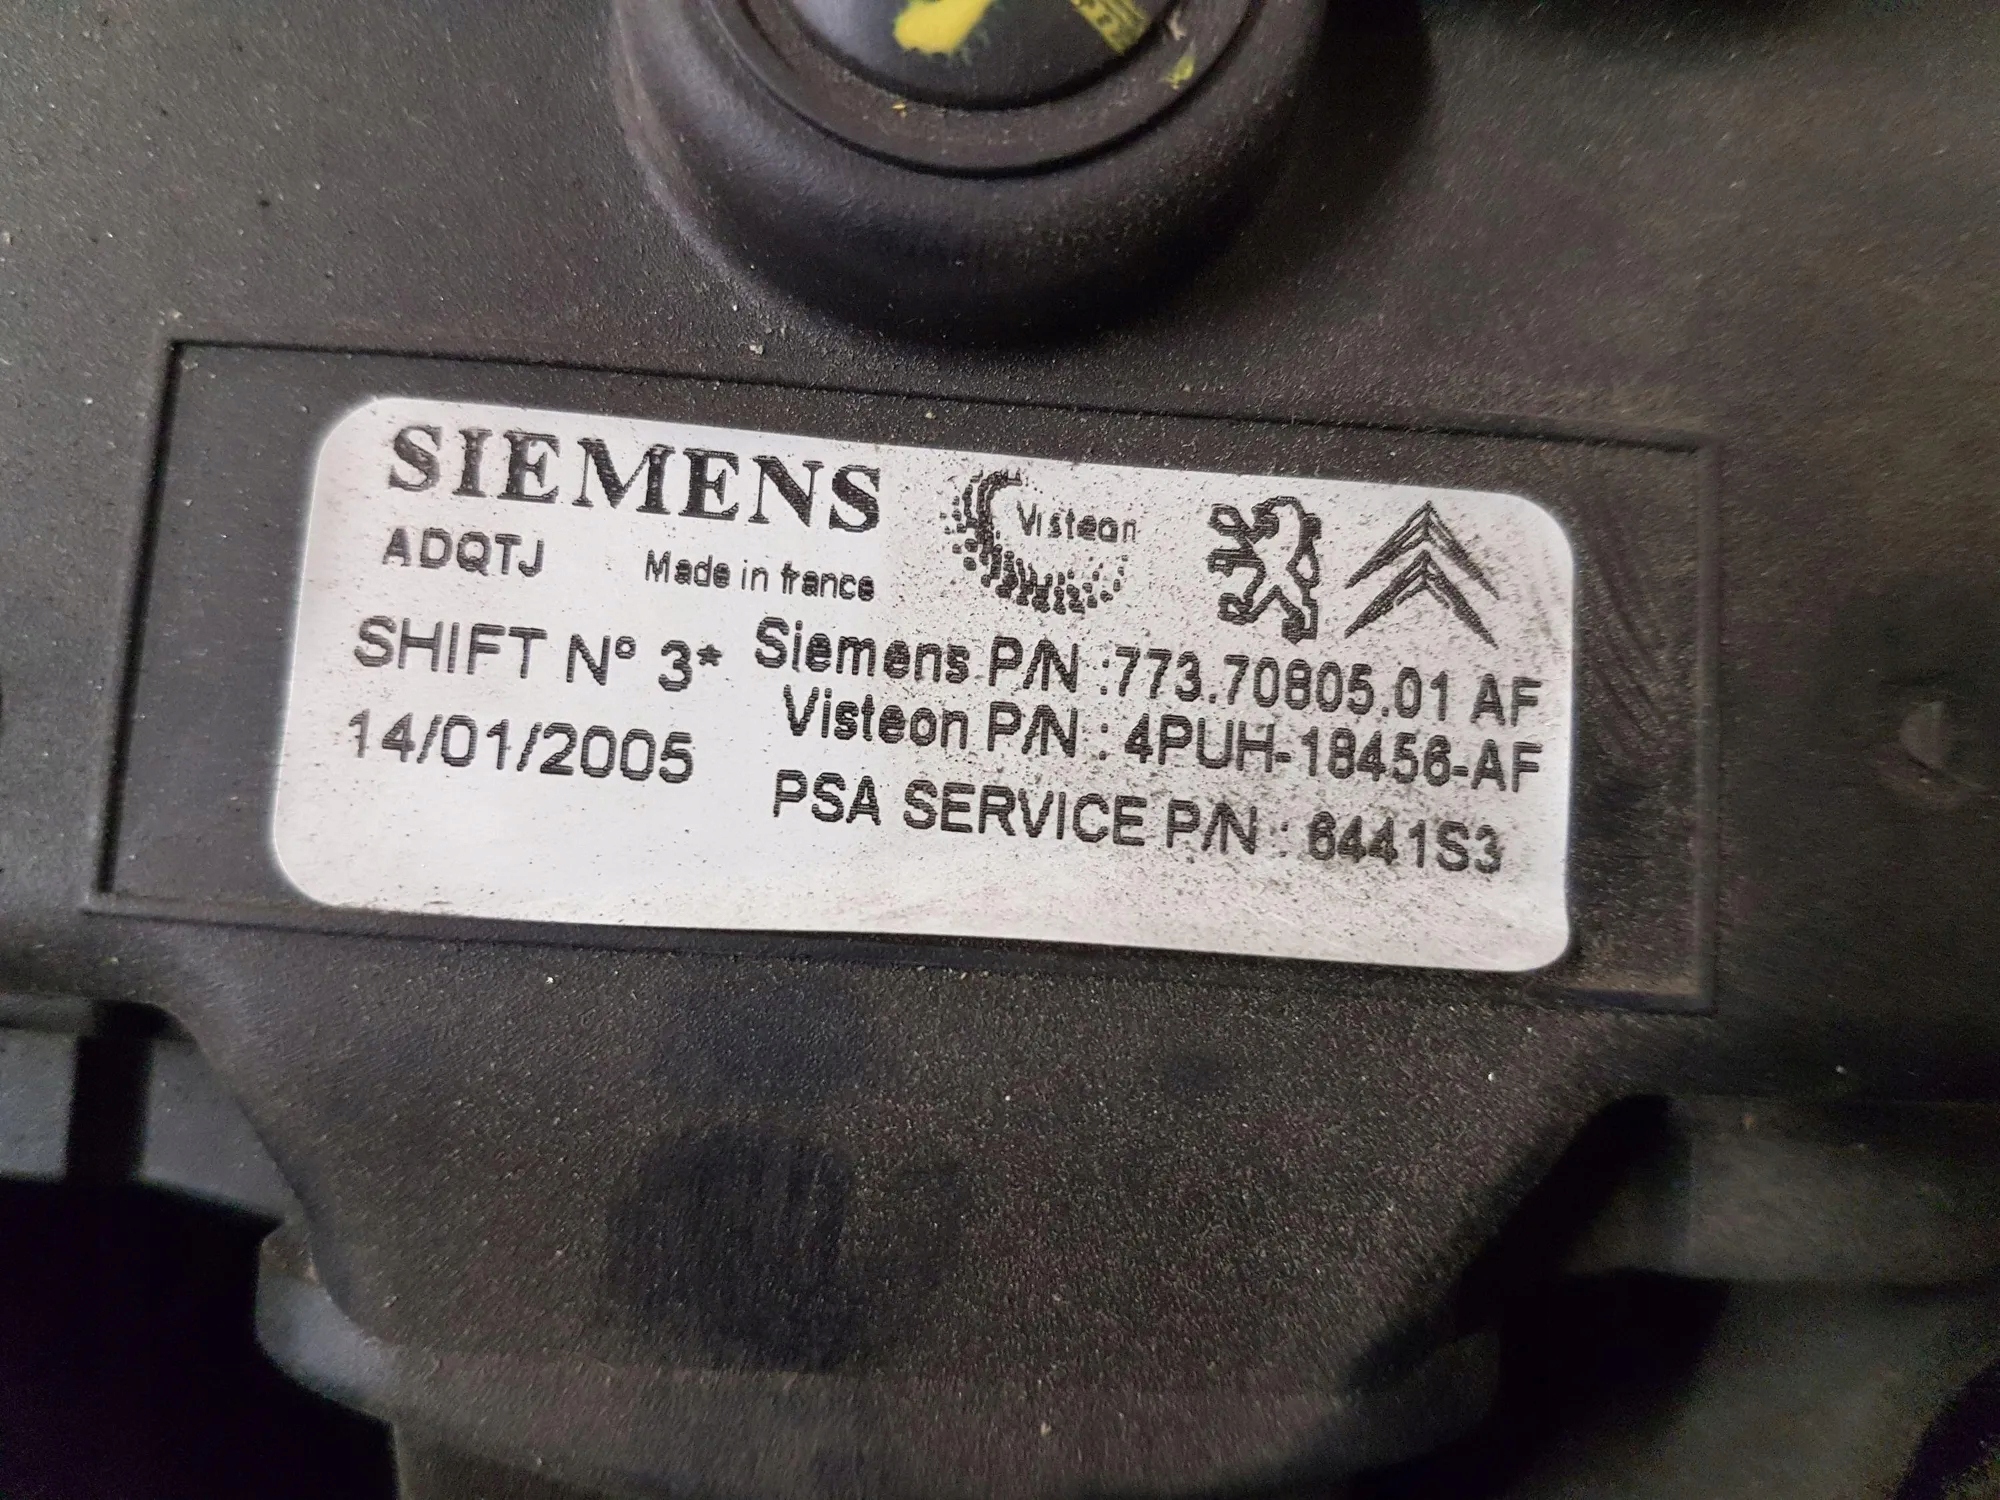 SIEMENS
Visteon
ADQTJ Made in france
SHIFT N° 3* Siemens P/N :773.70805.01 AF
14/01/2005 Visteon P/N : 4PUH-18456-AF
PSA SERVICE P/N : 6441S3